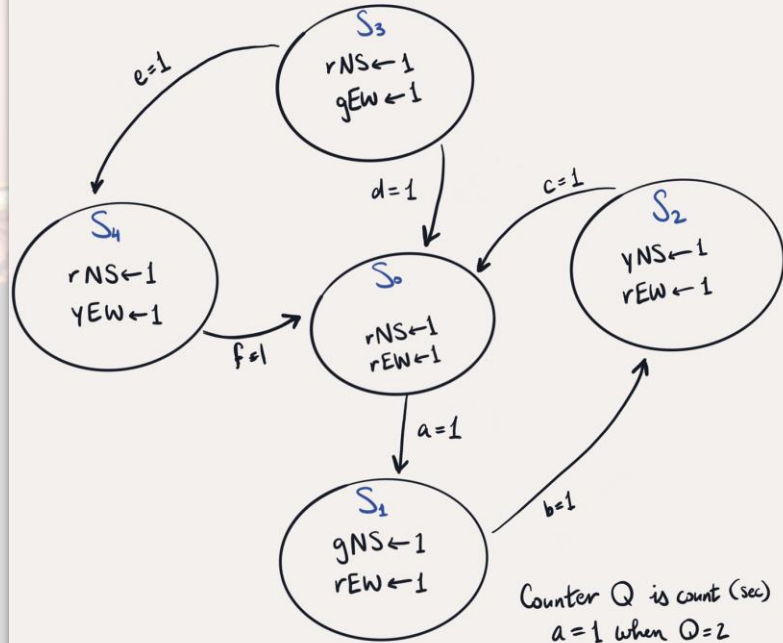 S₃
rNS←1
gEW←1
e=1
d=1
c=1
S₄
rNS←1
yEW←1
S₀
rNS←1
rEW←1
S₂
yNS←1
rEW←1
f=1
a=1
b=1
S₁
gNS←1
rEW←1
Counter Q is count (sec)
a=1 when Q=2